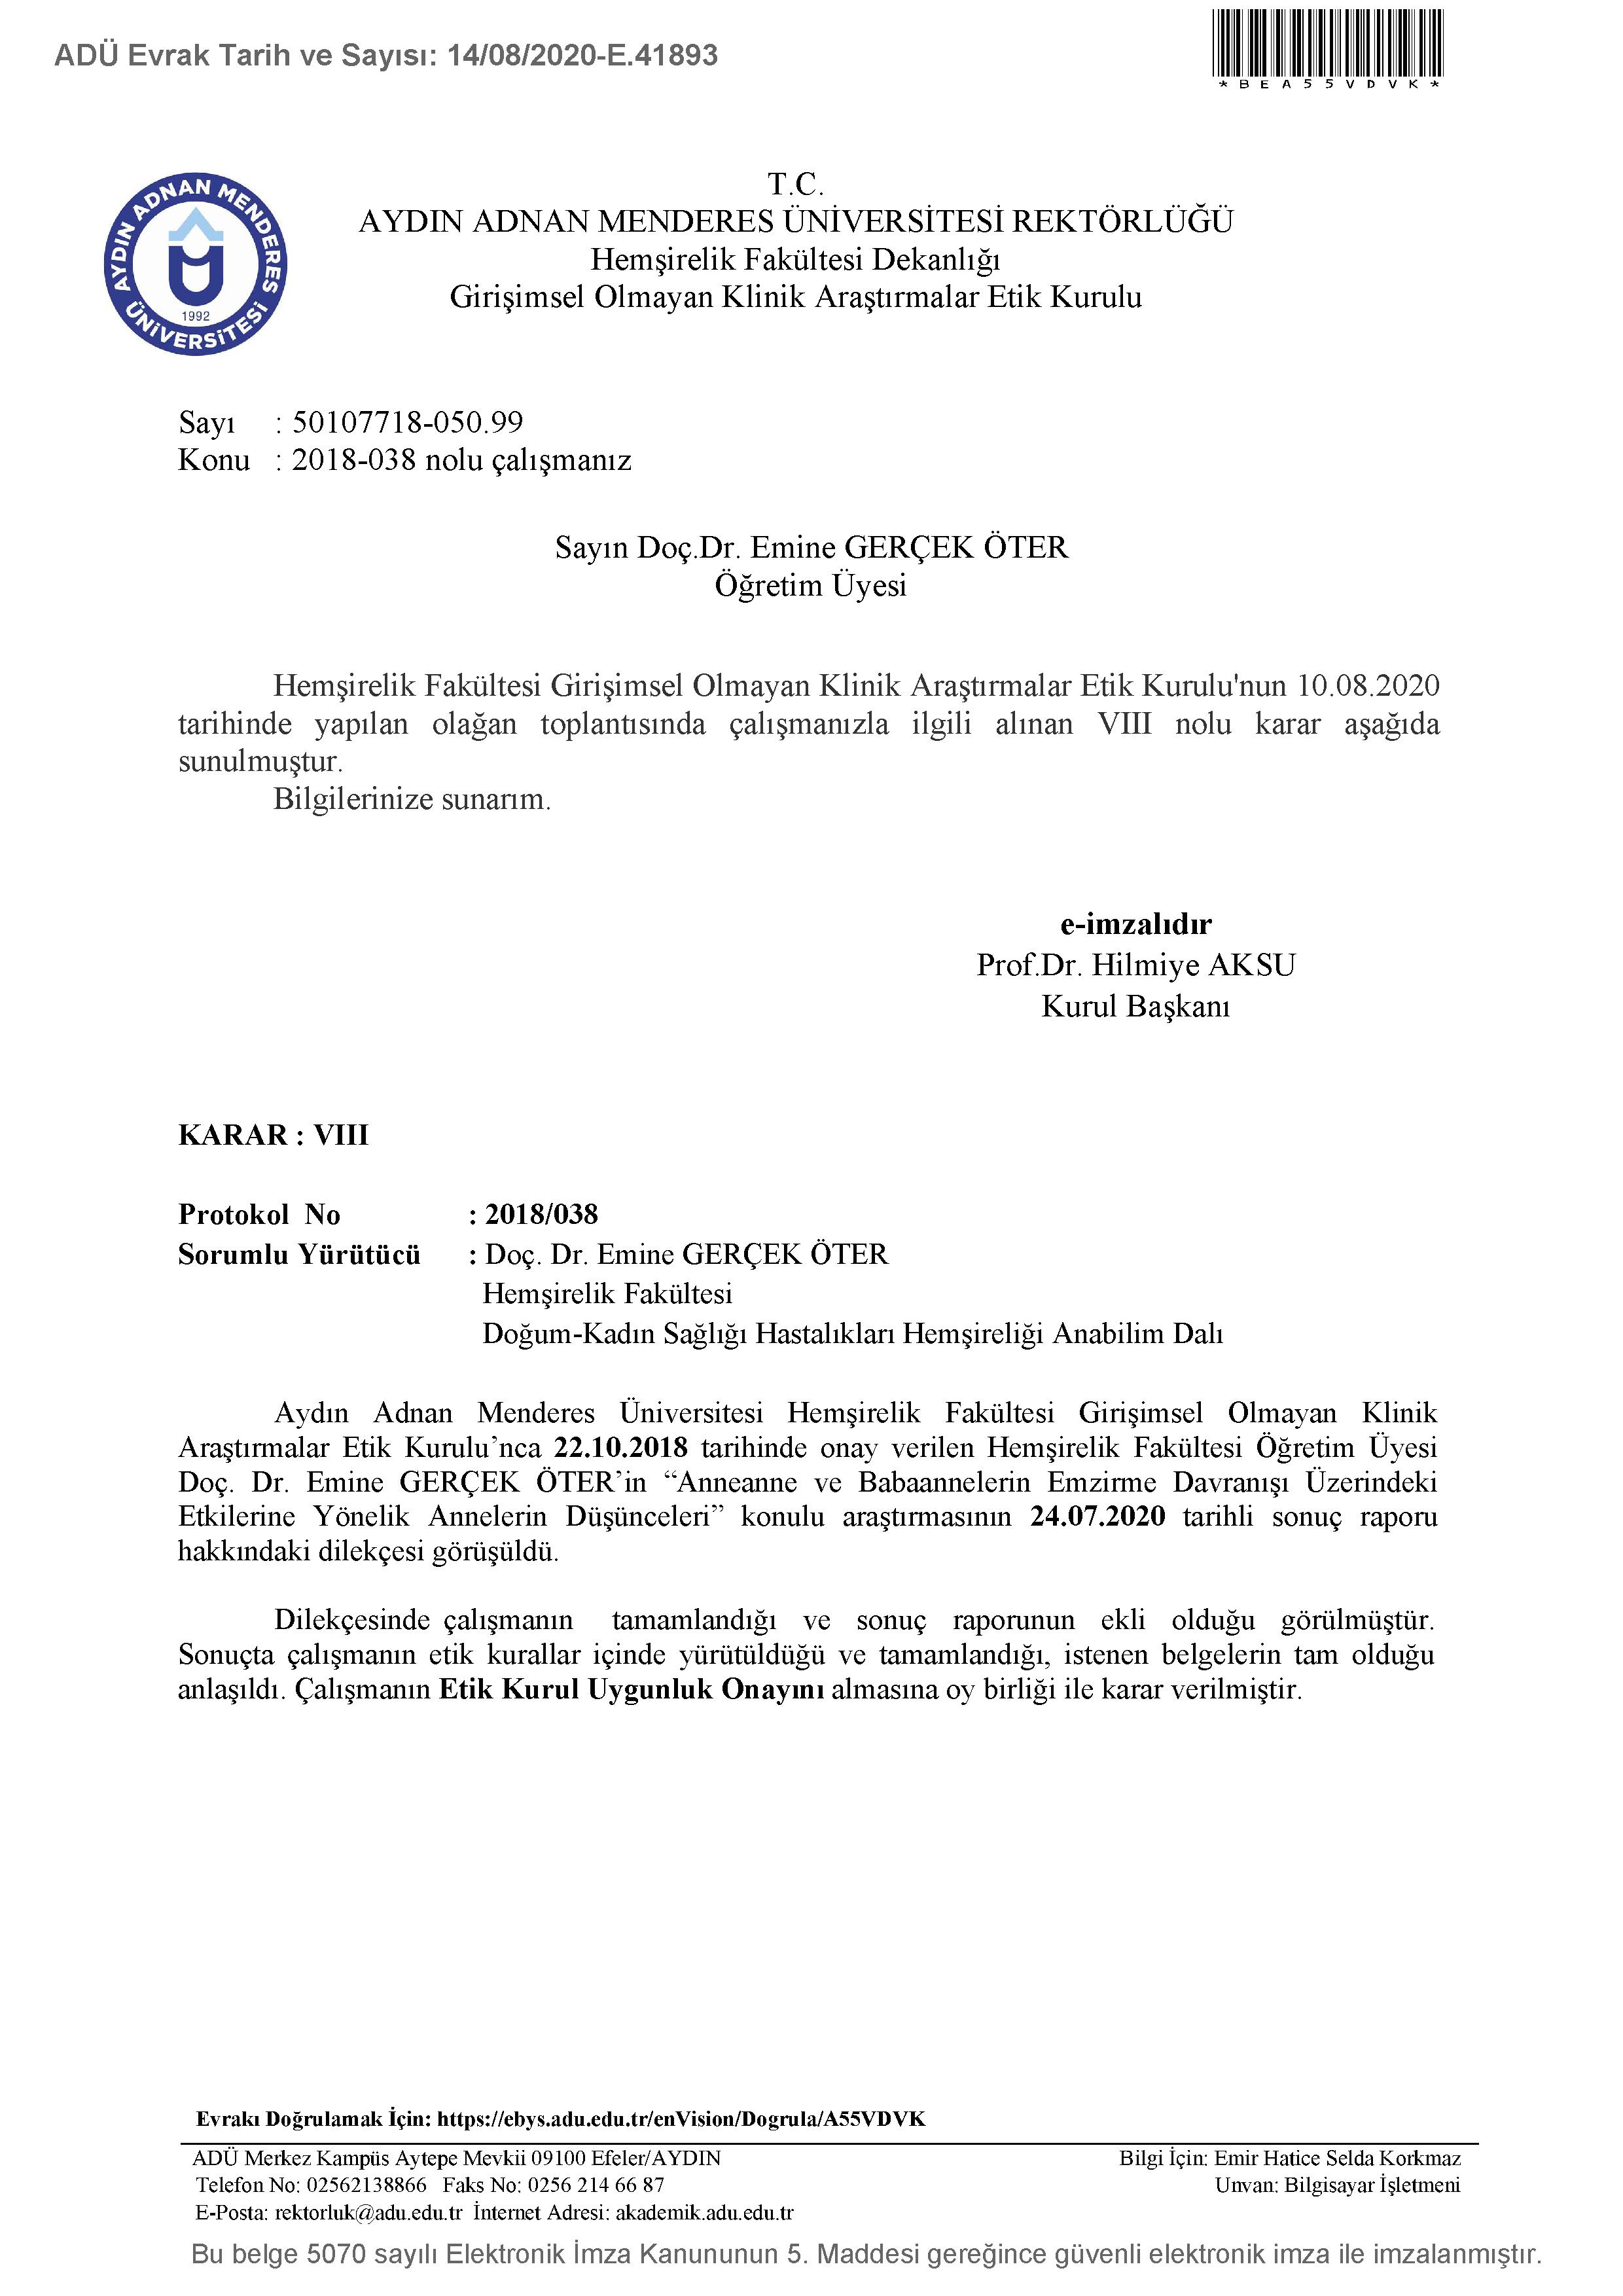 ADÜ Evrak Tarih ve Sayısı: 14/08/2020-E.41893
*BEA55VDVK*
T.C.
AYDIN ADNAN MENDERES ÜNİVERSİTESİ REKTÖRLÜĞÜ
Hemşirelik Fakültesi Dekanlığı
Girişimsel Olmayan Klinik Araştırmalar Etik Kurulu
AYDIN ADNAN MENDERES
1992
ÜNİVERSİTESİ
Sayı : 50107718-050.99
Konu : 2018-038 nolu çalışmanız
Sayın Doç.Dr. Emine GERÇEK ÖTER
Öğretim Üyesi
Hemşirelik Fakültesi Girişimsel Olmayan Klinik Araştırmalar Etik Kurulu'nun 10.08.2020
tarihinde yapılan olağan toplantısında çalışmanızla ilgili alınan VIII nolu karar aşağıda
sunulmuştur.
Bilgilerinize sunarım.
e-imzalıdır
Prof.Dr. Hilmiye AKSU
Kurul Başkanı
KARAR : VIII
Protokol No : 2018/038
Sorumlu Yürütücü : Doç. Dr. Emine GERÇEK ÖTER
Hemşirelik Fakültesi
Doğum-Kadın Sağlığı Hastalıkları Hemşireliği Anabilim Dalı
Aydın Adnan Menderes Üniversitesi Hemşirelik Fakültesi Girişimsel Olmayan Klinik
Araştırmalar Etik Kurulu’nca 22.10.2018 tarihinde onay verilen Hemşirelik Fakültesi Öğretim Üyesi
Doç. Dr. Emine GERÇEK ÖTER’in “Anneanne ve Babaannelerin Emzirme Davranışı Üzerindeki
Etkilerine Yönelik Annelerin Düşünceleri” konulu araştırmasının 24.07.2020 tarihli sonuç raporu
hakkındaki dilekçesi görüşüldü.
Dilekçesinde çalışmanın tamamlandığı ve sonuç raporunun ekli olduğu görülmüştür.
Sonuçta çalışmanın etik kurallar içinde yürütüldüğü ve tamamlandığı, istenen belgelerin tam olduğu
anlaşıldı. Çalışmanın Etik Kurul Uygunluk Onayını almasına oy birliği ile karar verilmiştir.
Evrakı Doğrulamak İçin: https://ebys.adu.edu.tr/enVision/Dogrula/A55VDVK
ADÜ Merkez Kampüs Aytepe Mevkii 09100 Efeler/AYDIN Bilgi İçin: Emir Hatice Selda Korkmaz
Telefon No: 02562138866 Faks No: 0256 214 66 87 Unvan: Bilgisayar İşletmeni
E-Posta: rektorluk@adu.edu.tr İnternet Adresi: akademik.adu.edu.tr
Bu belge 5070 sayılı Elektronik İmza Kanununun 5. Maddesi gereğince güvenli elektronik imza ile imzalanmıştır.